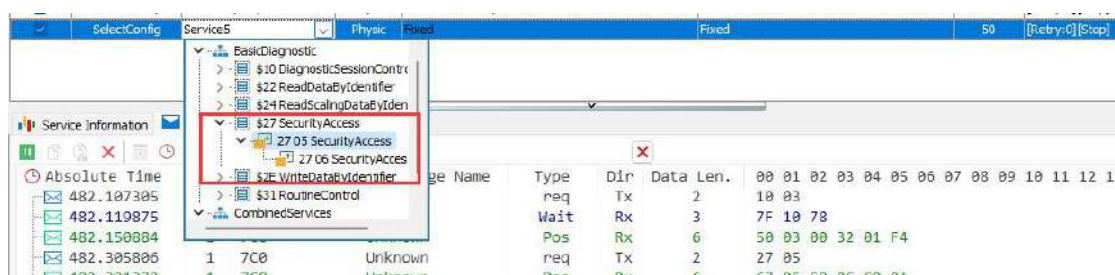 SelectConfig Service5 Physic Fixed Fixed 50 [Retry:0][Stop]
BasicDiagnostic
$10 DiagnosticSessionContrc
$22 ReadDataByIdentifier
$24 ReadScalingDataByIden
$27 SecurityAccess
27 05 SecurityAccess
27 06 SecurityAcces
$2E WriteDataByIdentifier
$31 RoutineControl
CombinedServices
Service Information
Absolute Time ge Name Type Dir Data Len. 00 01 02 03 04 05 06 07 08 09 10 11 12 1
482.107305 req Tx 2 10 03
482.119875 Wait Rx 3 7F 10 78
482.150884 Pos Rx 6 50 03 00 32 01 F4
482.305806 1 7C0 Unknown req Tx 2 27 05